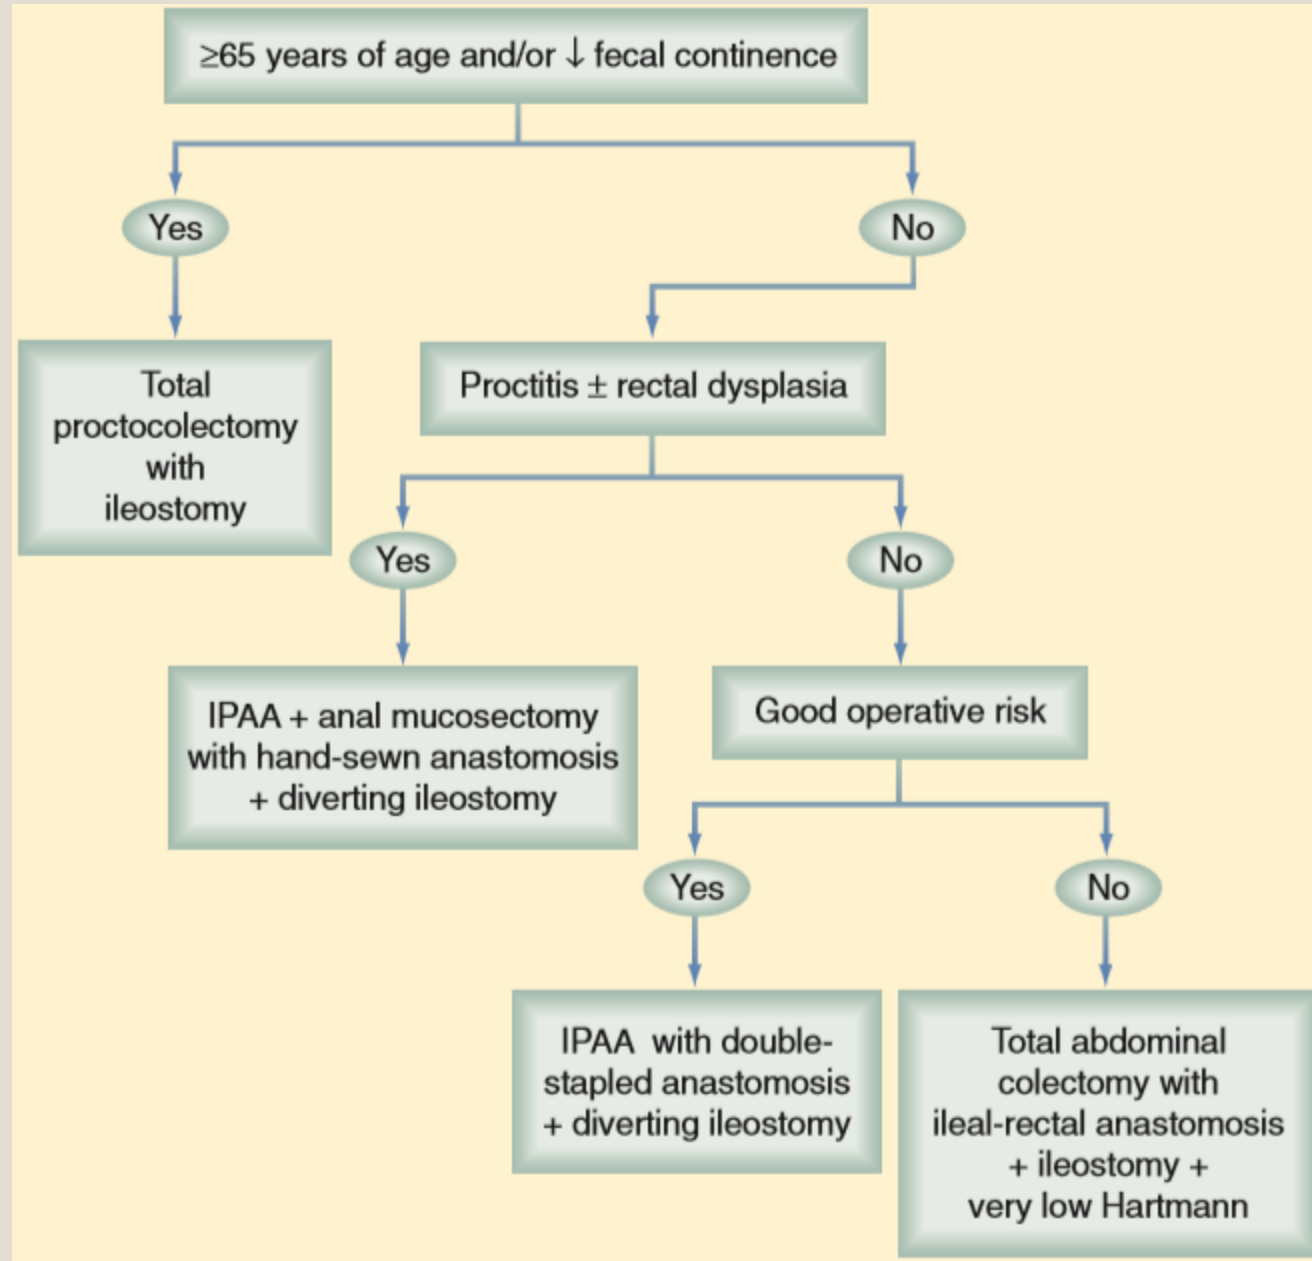 ≥65 years of age and/or ↓ fecal continence
Yes
No
Total
proctocolectomy
with
ileostomy
Proctitis ± rectal dysplasia
Yes
No
IPAA + anal mucosectomy
with hand-sewn anastomosis
+ diverting ileostomy
Good operative risk
Yes
No
IPAA with double-
stapled anastomosis
+ diverting ileostomy
Total abdominal
colectomy with
ileal-rectal anastomosis
+ ileostomy +
very low Hartmann